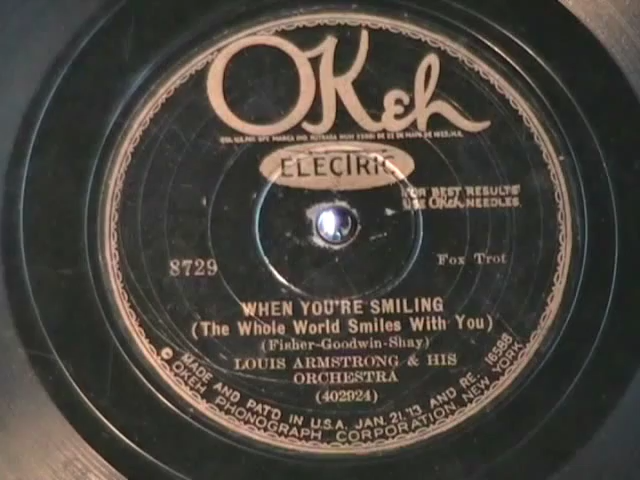 OKeh
ELECTRIC
FOR BEST RESULTS
USE OKeh NEEDLES
8729
Fox Trot
WHEN YOU'RE SMILING
(The Whole World Smiles With You)
(Fisher-Goodwin-Shay)
LOUIS ARMSTRONG & HIS
ORCHESTRA
(402924)
MADE AND PAT'D IN U.S.A. JAN. 21, '13 AND RE. 16588
OKEH PHONOGRAPH CORPORATION NEW YORK